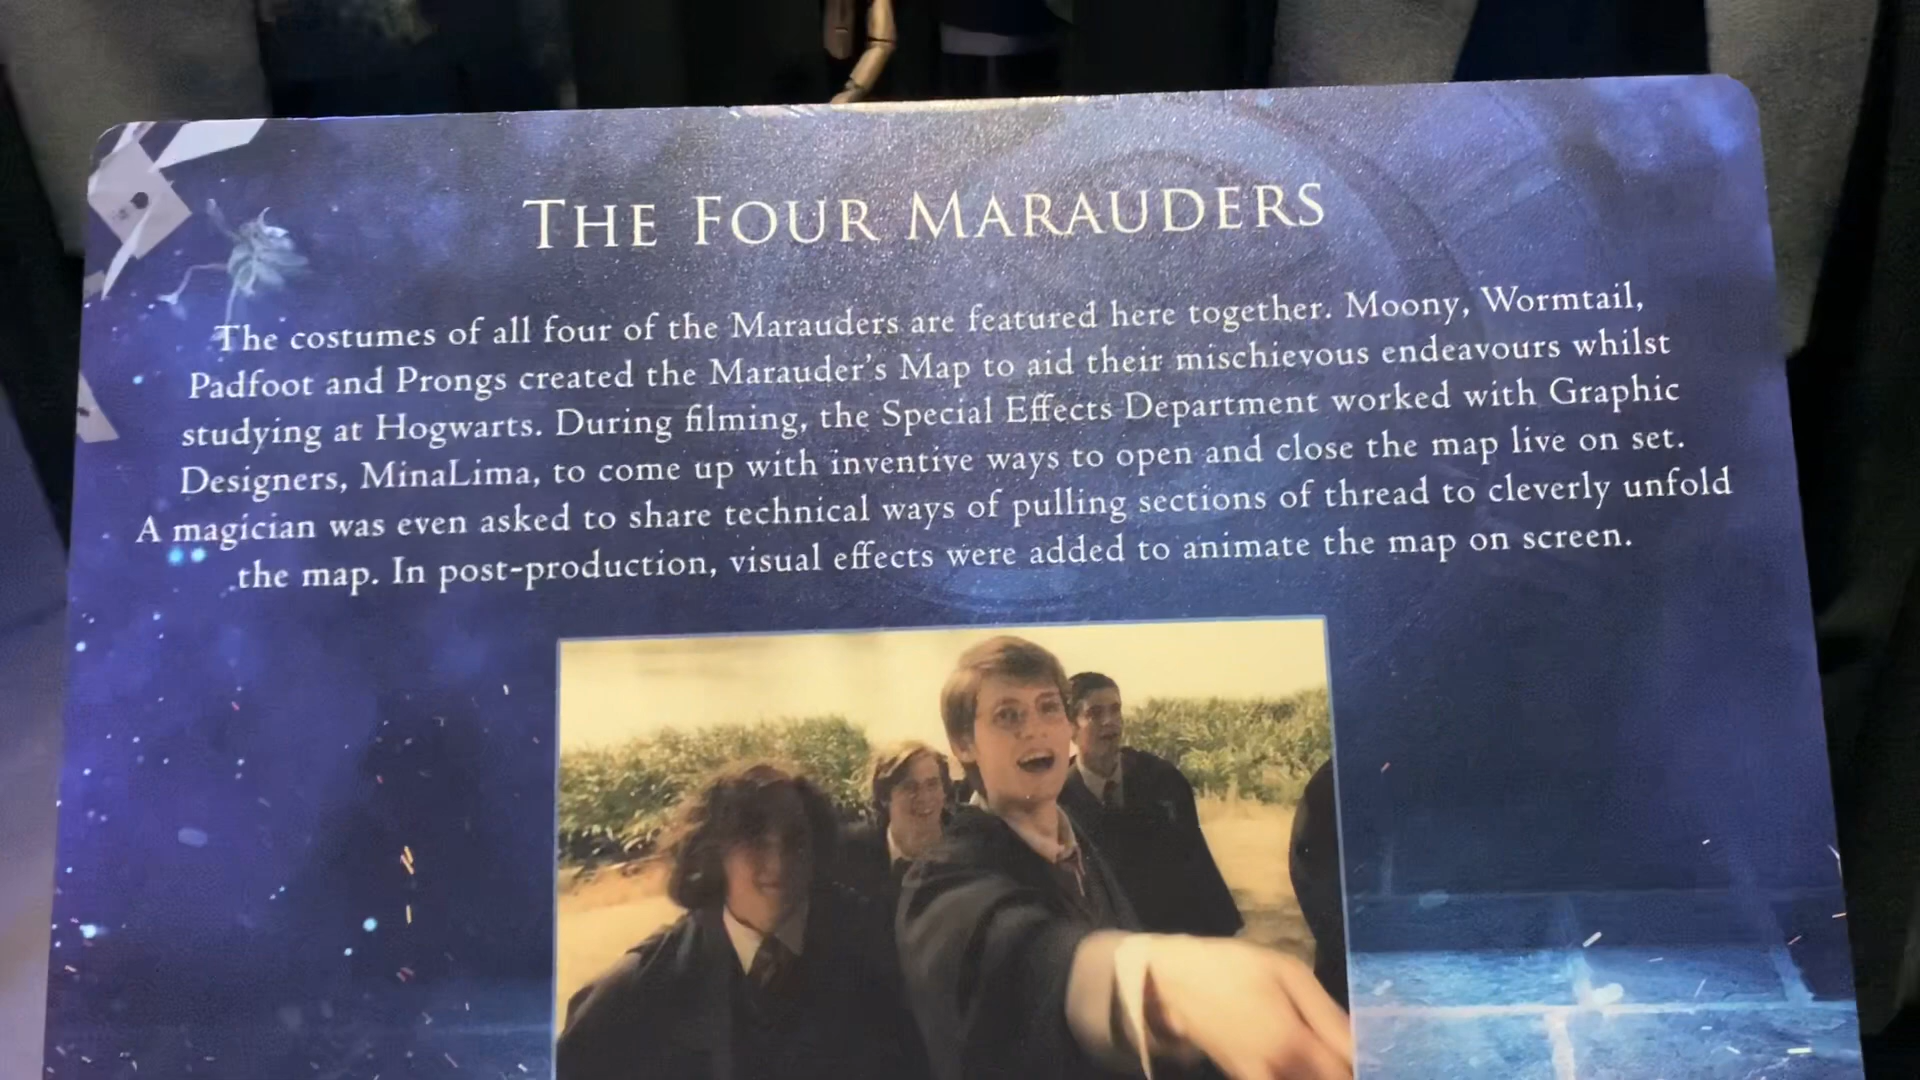 THE FOUR MARAUDERS
The costumes of all four of the Marauders are featured here together. Moony, Wormtail,
Padfoot and Prongs created the Marauder's Map to aid their mischievous endeavours whilst
studying at Hogwarts. During filming, the Special Effects Department worked with Graphic
Designers, MinaLima, to come up with inventive ways to open and close the map live on set.
A magician was even asked to share technical ways of pulling sections of thread to cleverly unfold
the map. In post-production, visual effects were added to animate the map on screen.